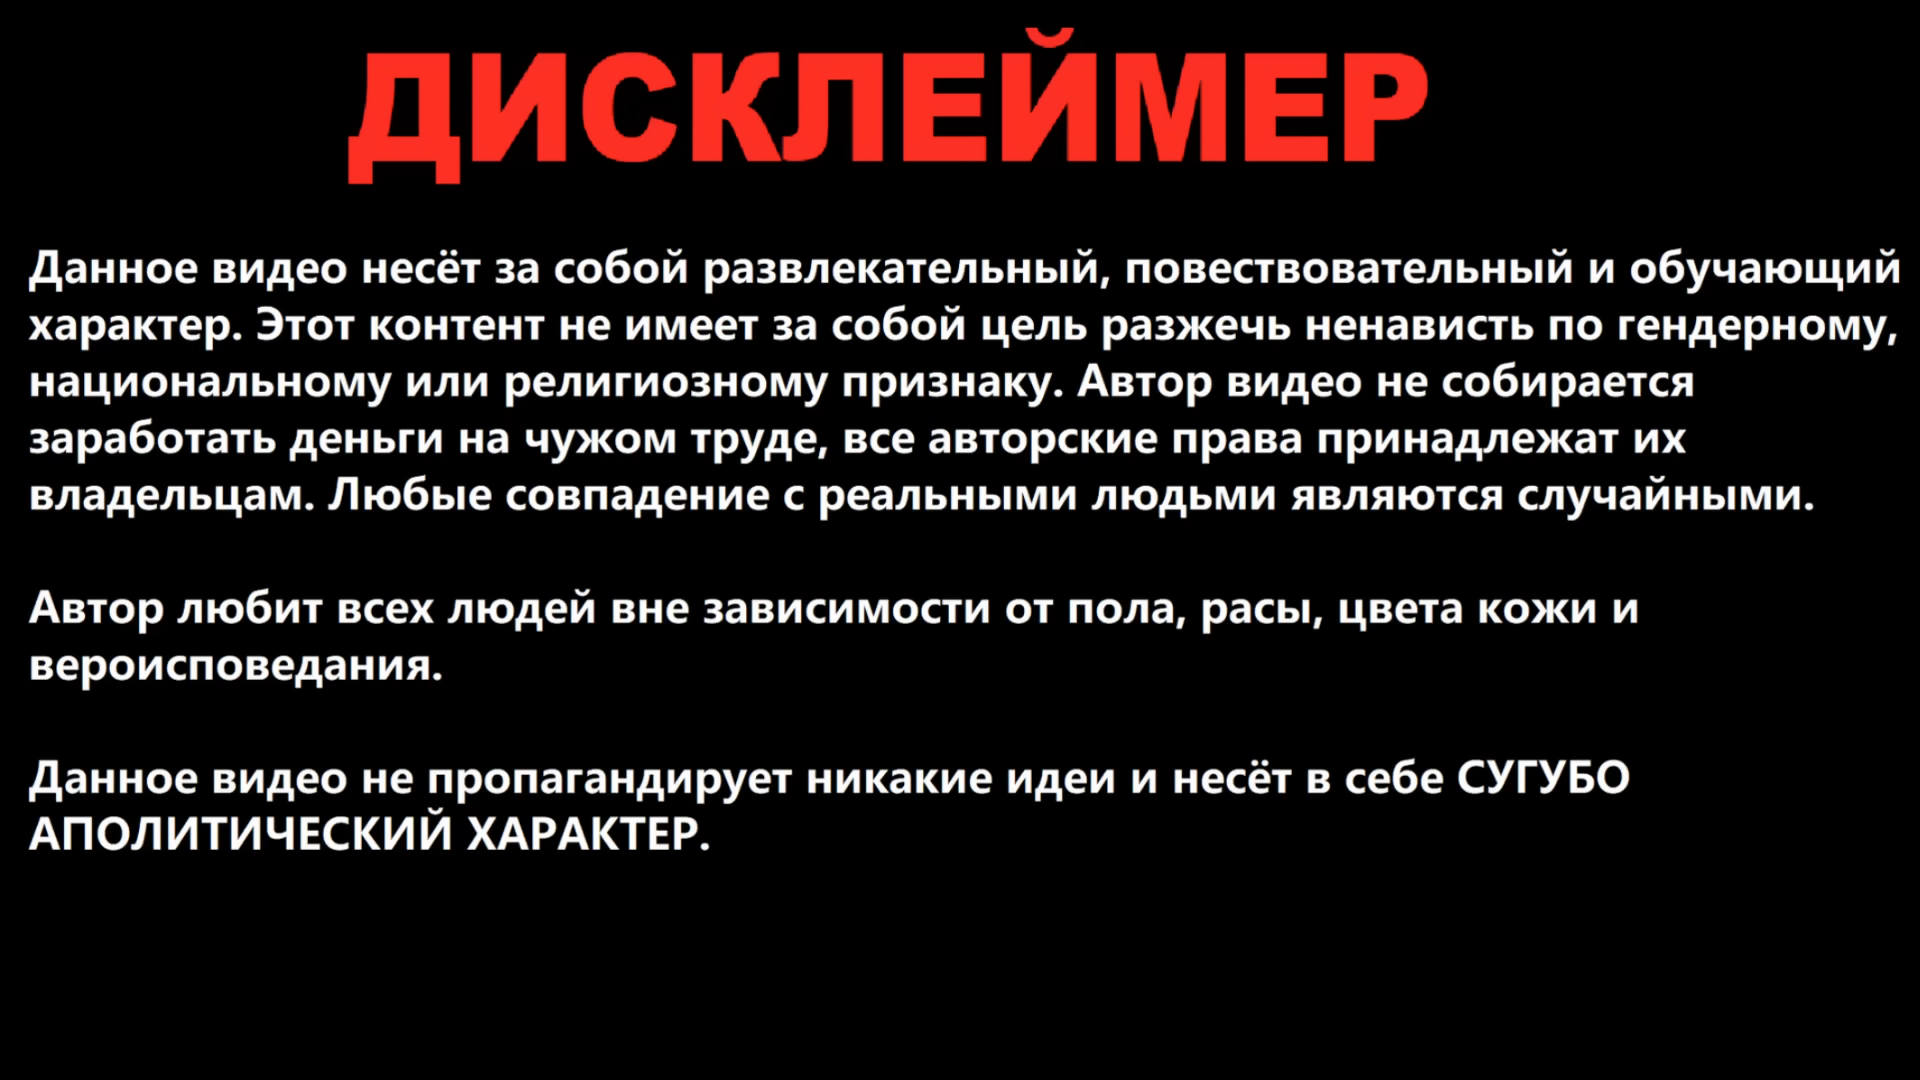 ДИСКЛЕЙМЕР
Данное видео несёт за собой развлекательный, повествовательный и обучающий
характер. Этот контент не имеет за собой цель разжечь ненависть по гендерному,
национальному или религиозному признаку. Автор видео не собирается
заработать деньги на чужом труде, все авторские права принадлежат их
владельцам. Любые совпадение с реальными людьми являются случайными.
Автор любит всех людей вне зависимости от пола, расы, цвета кожи и
вероисповедания.
Данное видео не пропагандирует никакие идеи и несёт в себе СУГУБО
АПОЛИТИЧЕСКИЙ ХАРАКТЕР.